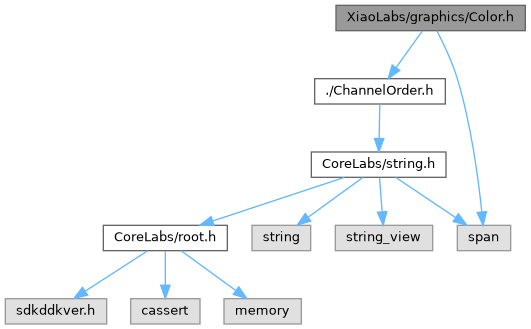 XiaoLabs/graphics/Color.h
./ChannelOrder.h
CoreLabs/string.h
CoreLabs/root.h
string
string_view
span
sdkddkver.h
cassert
memory